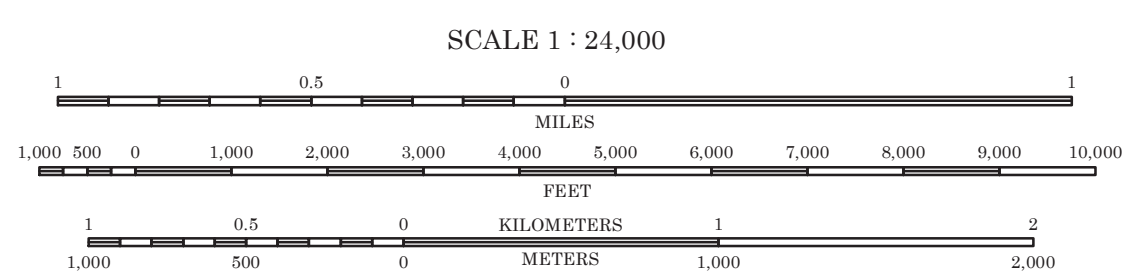 SCALE 1 : 24,000
1 0.5 0 1
MILES
1,000 500 0 1,000 2,000 3,000 4,000 5,000 6,000 7,000 8,000 9,000 10,000
FEET
1 0.5 0 KILOMETERS 1 2
1,000 500 0 METERS 1,000 2,000